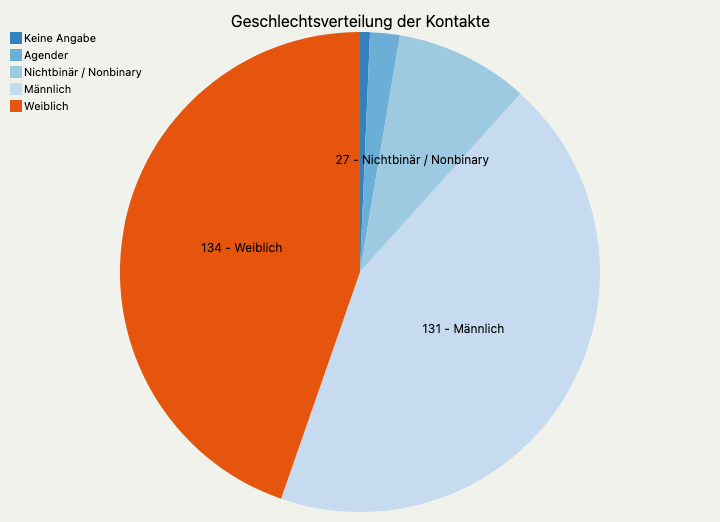 Geschlechtsverteilung der Kontakte
Keine Angabe
Agender
Nichtbinär / Nonbinary
Männlich
Weiblich
27 - Nichtbinär / Nonbinary
134 - Weiblich
131 - Männlich